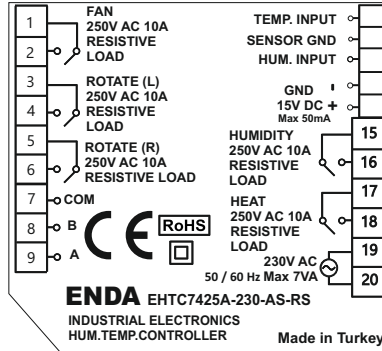 1
FAN
250V AC 10A
RESISTIVE
LOAD
2
3
ROTATE (L)
250V AC 10A
RESISTIVE
LOAD
4
5
ROTATE (R)
250V AC 10A
RESISTIVE LOAD
6
7 COM
8 B
9 A
CE RoHS
TEMP. INPUT
SENSOR GND
HUM. INPUT
GND -
15V DC +
Max 50mA
HUMIDITY
250V AC 10A
RESISTIVE
LOAD
15
16
HEAT
250V AC 10A
RESISTIVE
LOAD
17
18
230V AC
50 / 60 Hz Max 7VA
19
20
ENDA EHTC7425A-230-AS-RS
INDUSTRIAL ELECTRONICS
HUM.TEMP.CONTROLLER
Made in Turkey